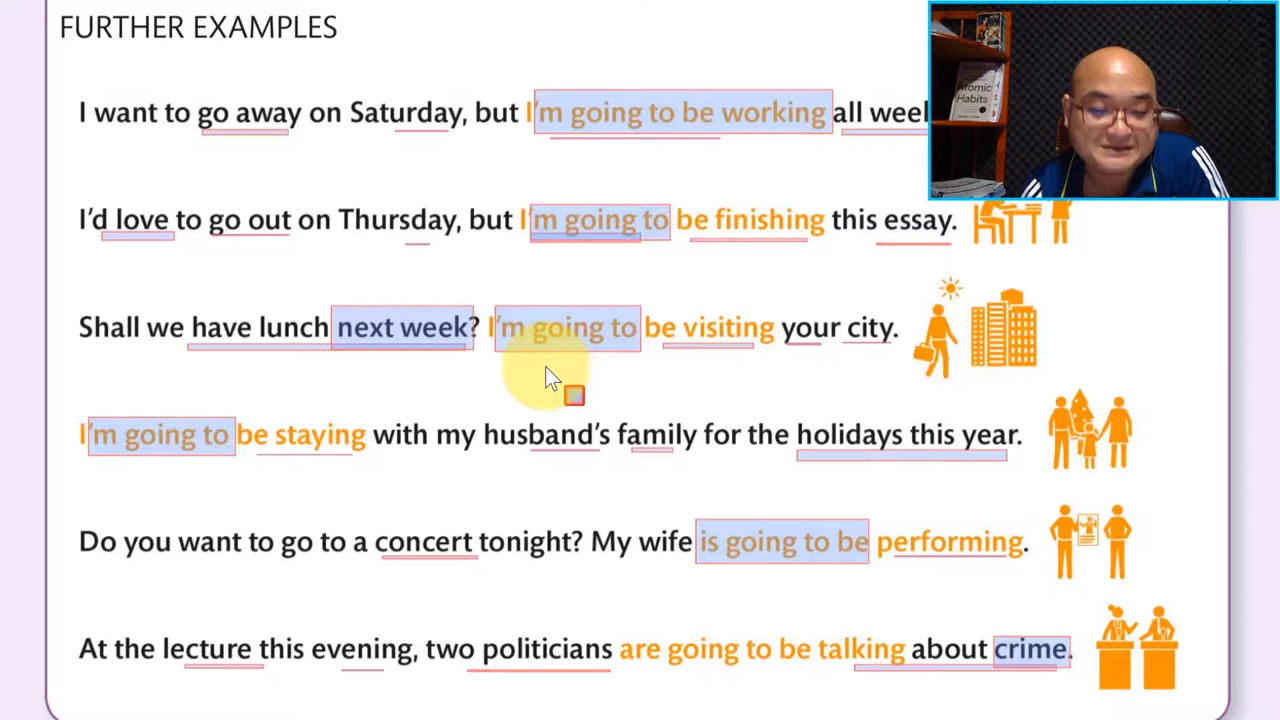 FURTHER EXAMPLES
I want to go away on Saturday, but I'm going to be working all
I'd love to go out on Thursday, but I'm going to be finishing this essay.
Shall we have lunch next week? I'm going to be visiting your city.
I'm going to be staying with my husband's family for the holidays this year.
Do you want to go to a concert tonight? My wife is going to be performing.
At the lecture this evening, two politicians are going to be talking about crime.
Atomic
Habits